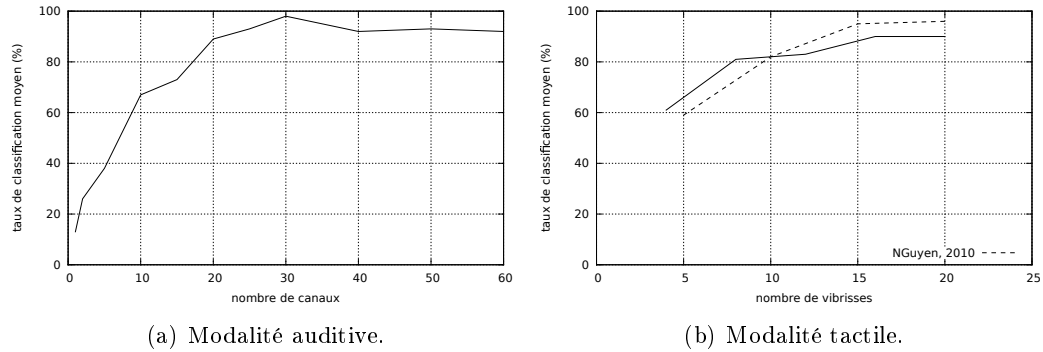 100
80
60
40
20
0
taux de classification moyen (%)
0 10 20 30 40 50 60
nombre de canaux
(a) Modalité auditive.
100
80
60
40
20
0
taux de classification moyen (%)
NGuyen, 2010
0 5 10 15 20 25
nombre de vibrisses
(b) Modalité tactile.